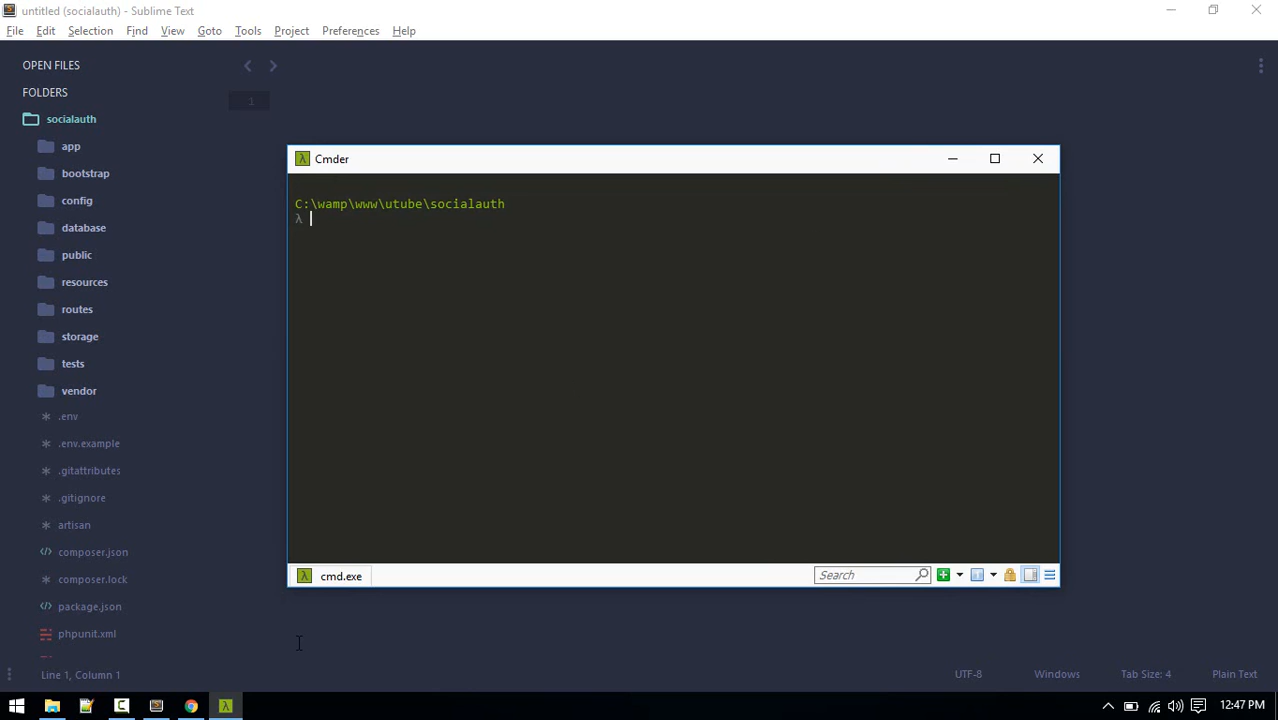 untitled (socialauth) - Sublime Text
File Edit Selection Find View Goto Tools Project Preferences Help
OPEN FILES
FOLDERS
socialauth
app
bootstrap
config
database
public
resources
routes
storage
tests
vendor
.env
.env.example
.gitattributes
.gitignore
artisan
composer.json
composer.lock
package.json
phpunit.xml
1
λ Cmder
C:\wamp\www\utube\socialauth
λ
λ cmd.exe
Search
Line 1, Column 1
UTF-8
Windows
Tab Size: 4
Plain Text
12:47 PM